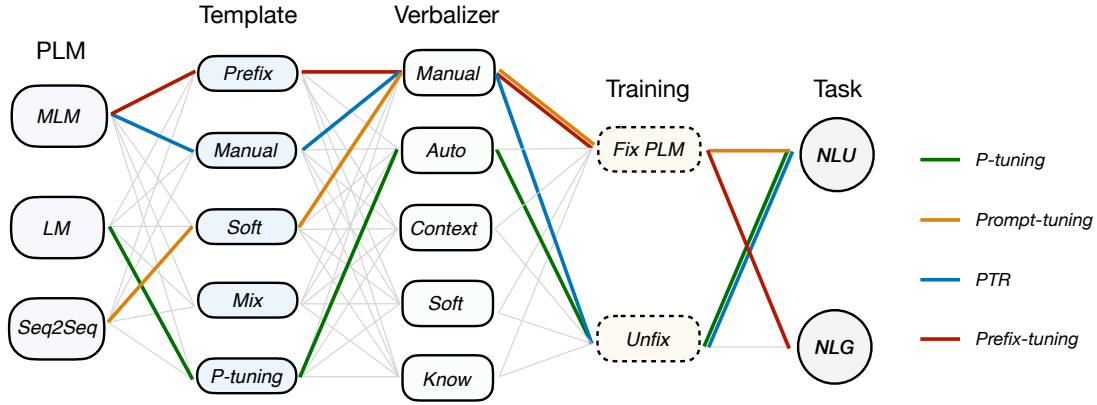 PLM
Template
Verbalizer
Training
Task
MLM
LM
Seq2Seq
Prefix
Manual
Soft
Mix
P-tuning
Manual
Auto
Context
Soft
Know
Fix PLM
Unfix
NLU
NLG
P-tuning
Prompt-tuning
PTR
Prefix-tuning